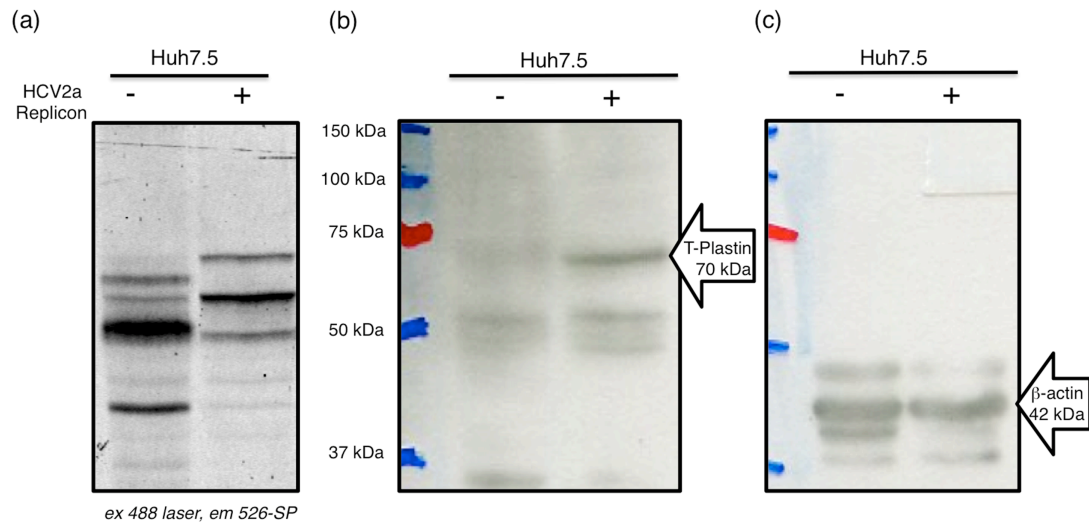 (a)
Huh7.5
HCV2a
Replicon
- +
ex 488 laser, em 526-SP
(b)
Huh7.5
- +
150 kDa
100 kDa
75 kDa
50 kDa
37 kDa
T-Plastin
70 kDa
(c)
Huh7.5
- +
β-actin
42 kDa